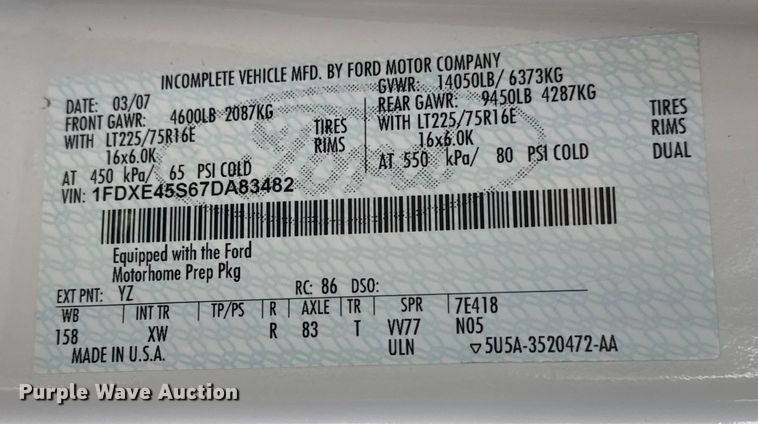 INCOMPLETE VEHICLE MFD. BY FORD MOTOR COMPANY
DATE: 03/07 GVWR: 14050LB/ 6373KG
FRONT GAWR: 4600LB 2087KG REAR GAWR: 9450LB 4287KG
WITH LT225/75R16E TIRES WITH LT225/75R16E TIRES
16x6.0K RIMS 16x6.0K RIMS
AT 450 kPa/ 65 PSI COLD AT 550 kPa/ 80 PSI COLD DUAL
VIN: 1FDXE45S67DA83482
Ford
Equipped with the Ford
Motorhome Prep Pkg
EXT PNT: YZ RC: 86 DSO:
WB INT TR TP/PS R AXLE TR SPR 7E418
158 XW R 83 T VV77 N05
MADE IN U.S.A. ULN ▽5U5A-3520472-AA
Purple Wave Auction